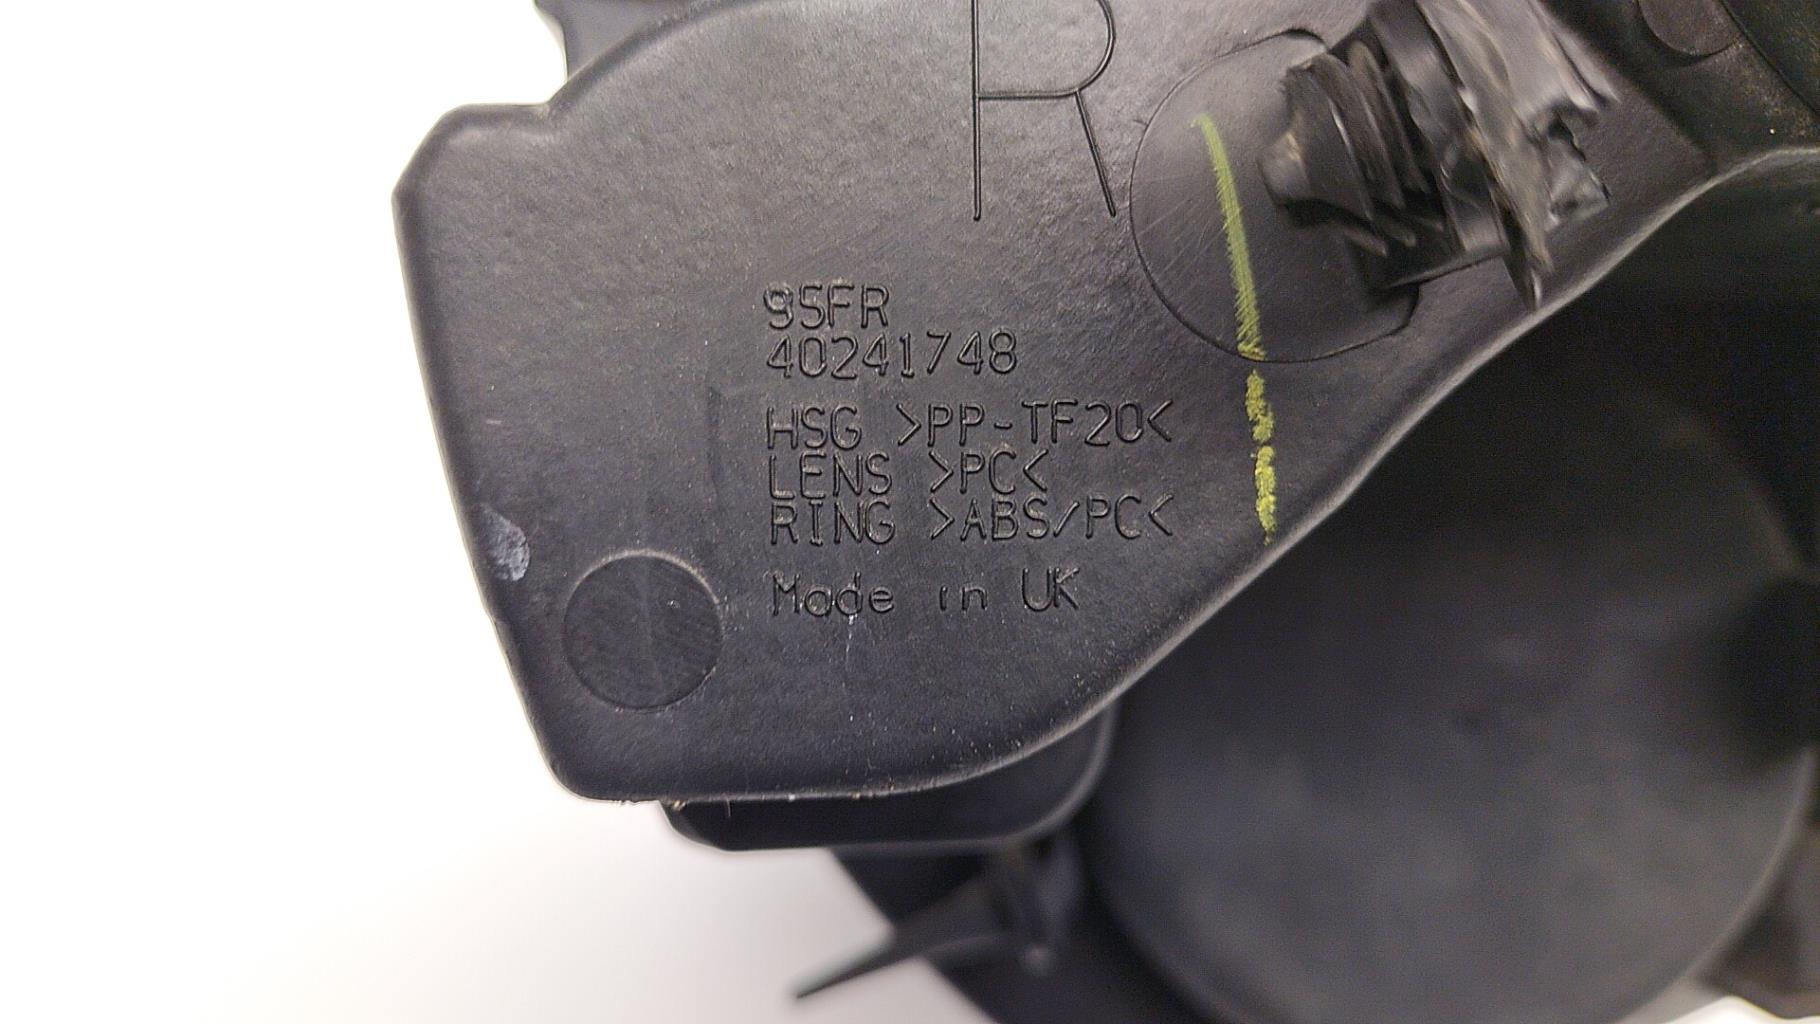 R
95FR
40241748
HSG >PP-TF20<
LENS >PC<
RING >ABS/PC<
Made in UK